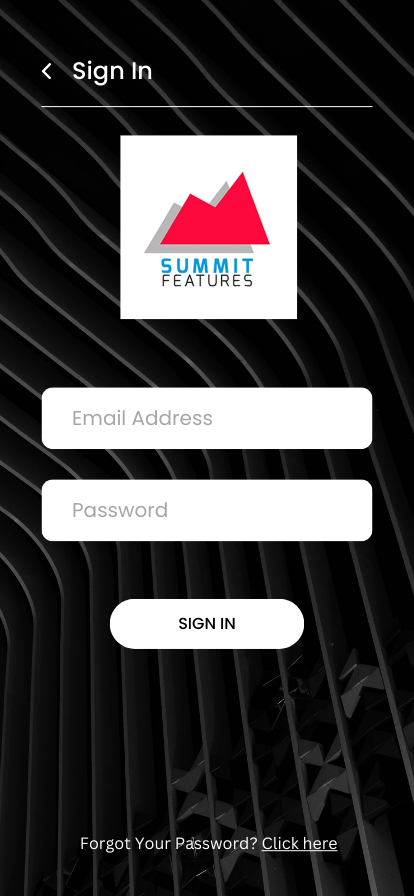 Sign In
SUMMIT
FEATURES
Email Address
Password
SIGN IN
Forgot Your Password? Click here